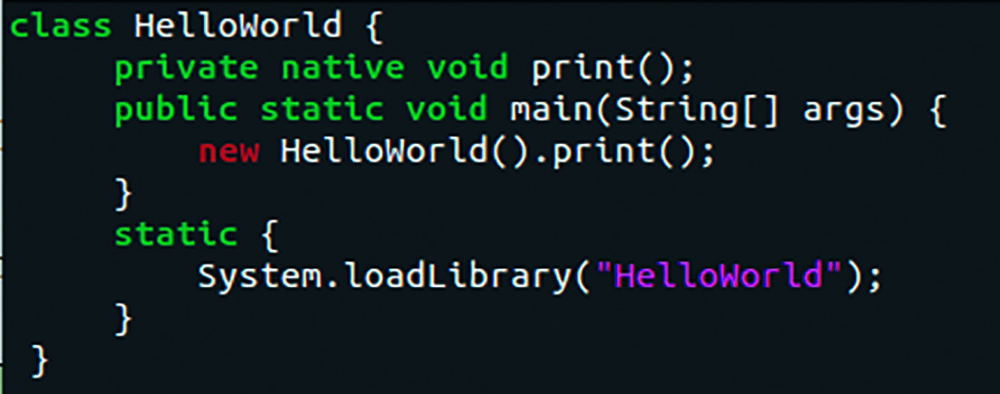 class HelloWorld {
private native void print();
public static void main(String[] args) {
new HelloWorld().print();
}
static {
System.loadLibrary("HelloWorld");
}
}